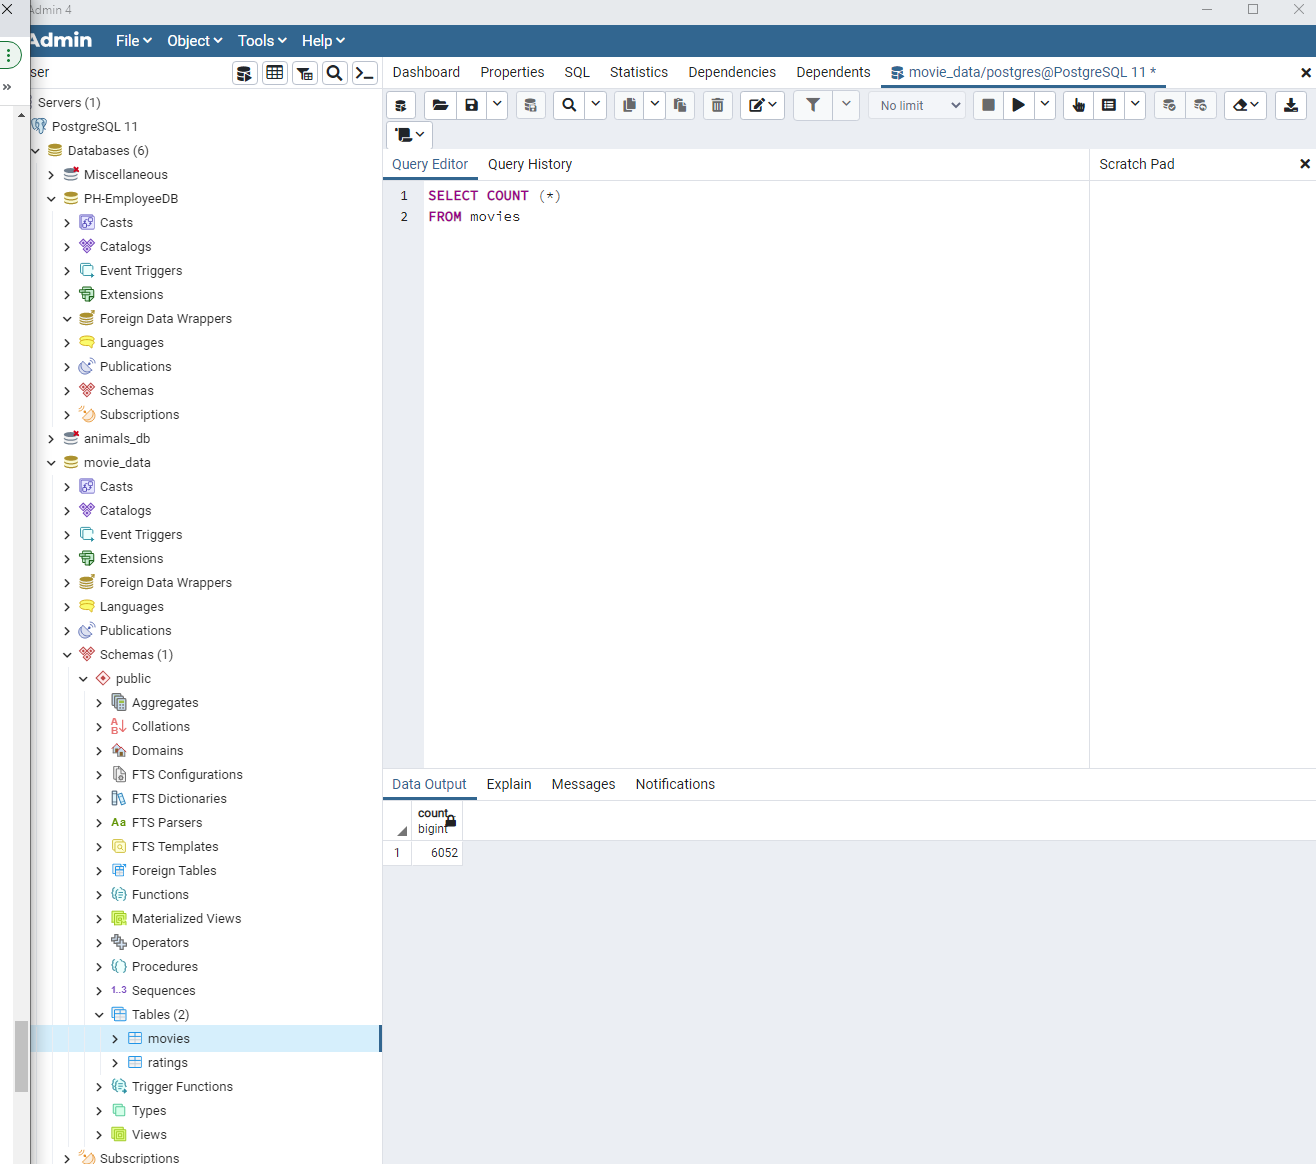 Admin 4
Admin File Object Tools Help
ser
Dashboard Properties SQL Statistics Dependencies Dependents movie_data/postgres@PostgreSQL 11 *
No limit
Servers (1)
PostgreSQL 11
Databases (6)
Miscellaneous
PH-EmployeeDB
Casts
Catalogs
Event Triggers
Extensions
Foreign Data Wrappers
Languages
Publications
Schemas
Subscriptions
animals_db
movie_data
Casts
Catalogs
Event Triggers
Extensions
Foreign Data Wrappers
Languages
Publications
Schemas (1)
public
Aggregates
Collations
Domains
FTS Configurations
FTS Dictionaries
Aa FTS Parsers
FTS Templates
Foreign Tables
Functions
Materialized Views
Operators
Procedures
1..3 Sequences
Tables (2)
movies
ratings
Trigger Functions
Types
Views
Subscriptions
Query Editor Query History
Scratch Pad
1 SELECT COUNT (*)
2 FROM movies
Data Output Explain Messages Notifications
count
bigint
1 6052